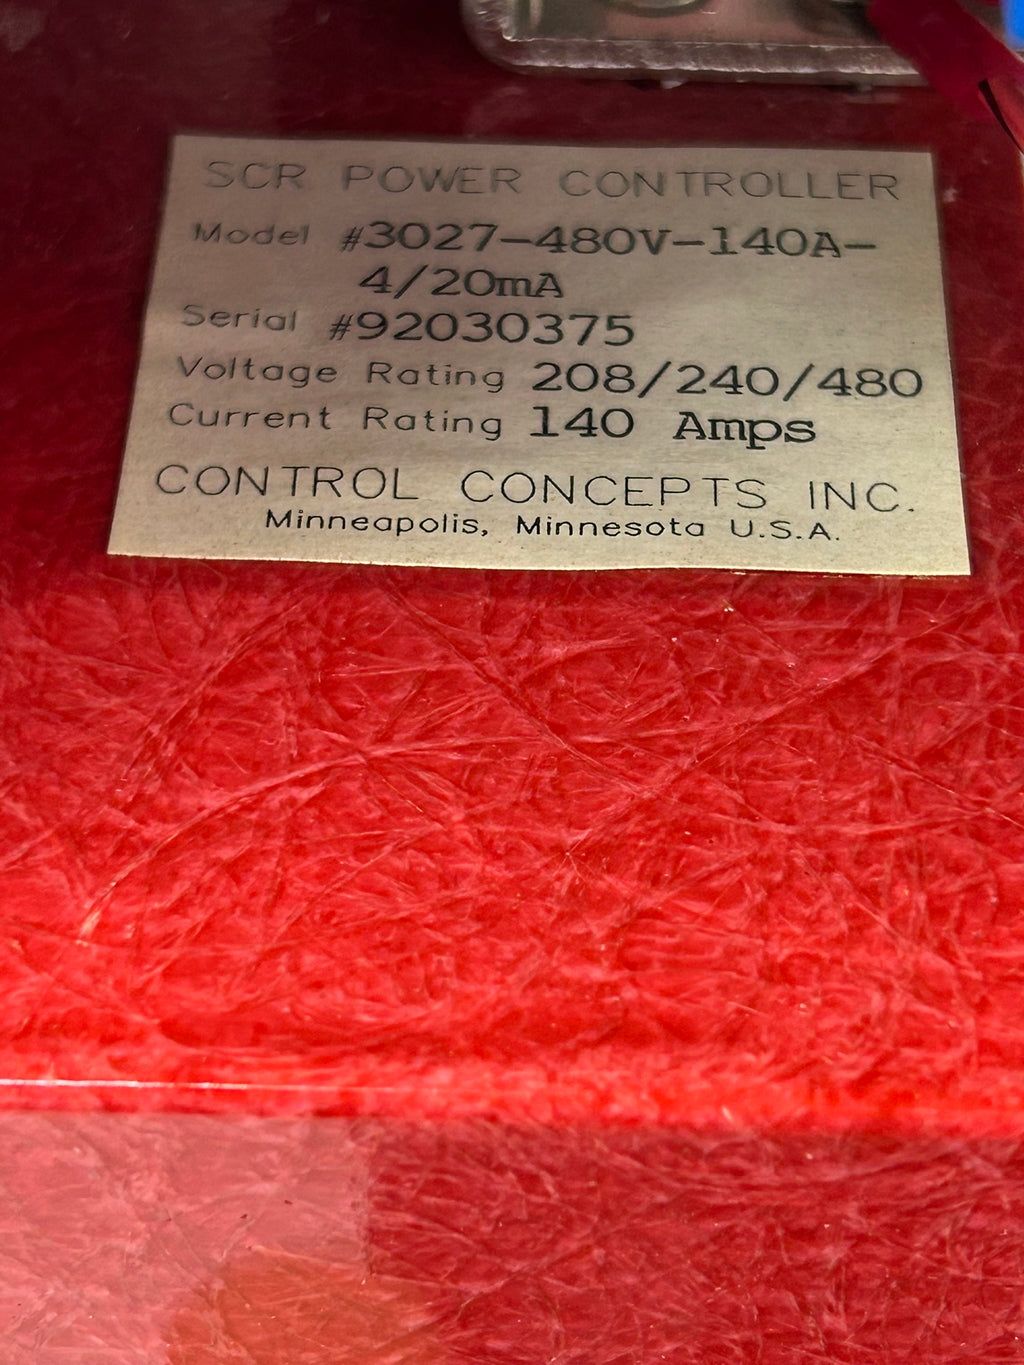 SCR POWER CONTROLLER
Model #3027-480V-140A-
4/20mA
Serial #92030375
Voltage Rating 208/240/480
Current Rating 140 Amps
CONTROL CONCEPTS INC.
Minneapolis, Minnesota U.S.A.